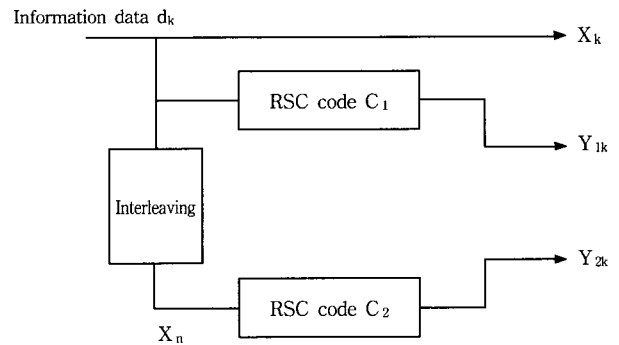 Information data dk
Xk
RSC code C1
Y1k
Interleaving
Y2k
RSC code C2
Xn